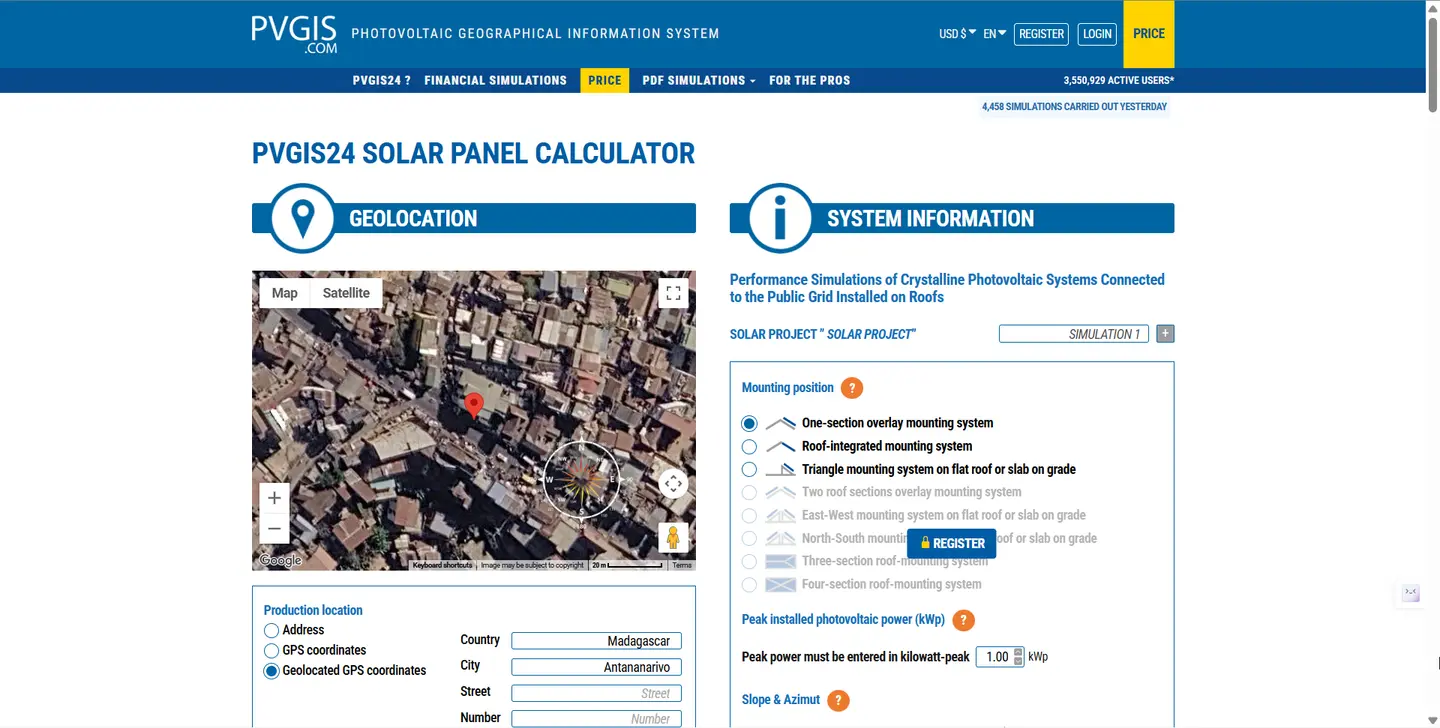 PVGIS
.COM
PHOTOVOLTAIC GEOGRAPHICAL INFORMATION SYSTEM
USD $ EN REGISTER LOGIN PRICE
PVGIS24 ? FINANCIAL SIMULATIONS PRICE PDF SIMULATIONS FOR THE PROS
3,550,929 ACTIVE USERS*
4,458 SIMULATIONS CARRIED OUT YESTERDAY
PVGIS24 SOLAR PANEL CALCULATOR
GEOLOCATION
Map Satellite
N
W E
S
+
−
Google
Keyboard shortcuts Image may be subject to copyright 20 m Terms
Production location
Address
GPS coordinates
Geolocated GPS coordinates
Country Madagascar
City Antananarivo
Street Street
Number Number
i
SYSTEM INFORMATION
Performance Simulations of Crystalline Photovoltaic Systems Connected
to the Public Grid Installed on Roofs
SOLAR PROJECT " SOLAR PROJECT" SIMULATION 1 +
Mounting position ?
One-section overlay mounting system
Roof-integrated mounting system
Triangle mounting system on flat roof or slab on grade
Two roof sections overlay mounting system
East-West mounting system on flat roof or slab on grade
North-South mountin REGISTER oof or slab on grade
Three-section roof-mounting system
Four-section roof-mounting system
Peak installed photovoltaic power (kWp) ?
Peak power must be entered in kilowatt-peak 1.00 kWp
Slope & Azimut ?